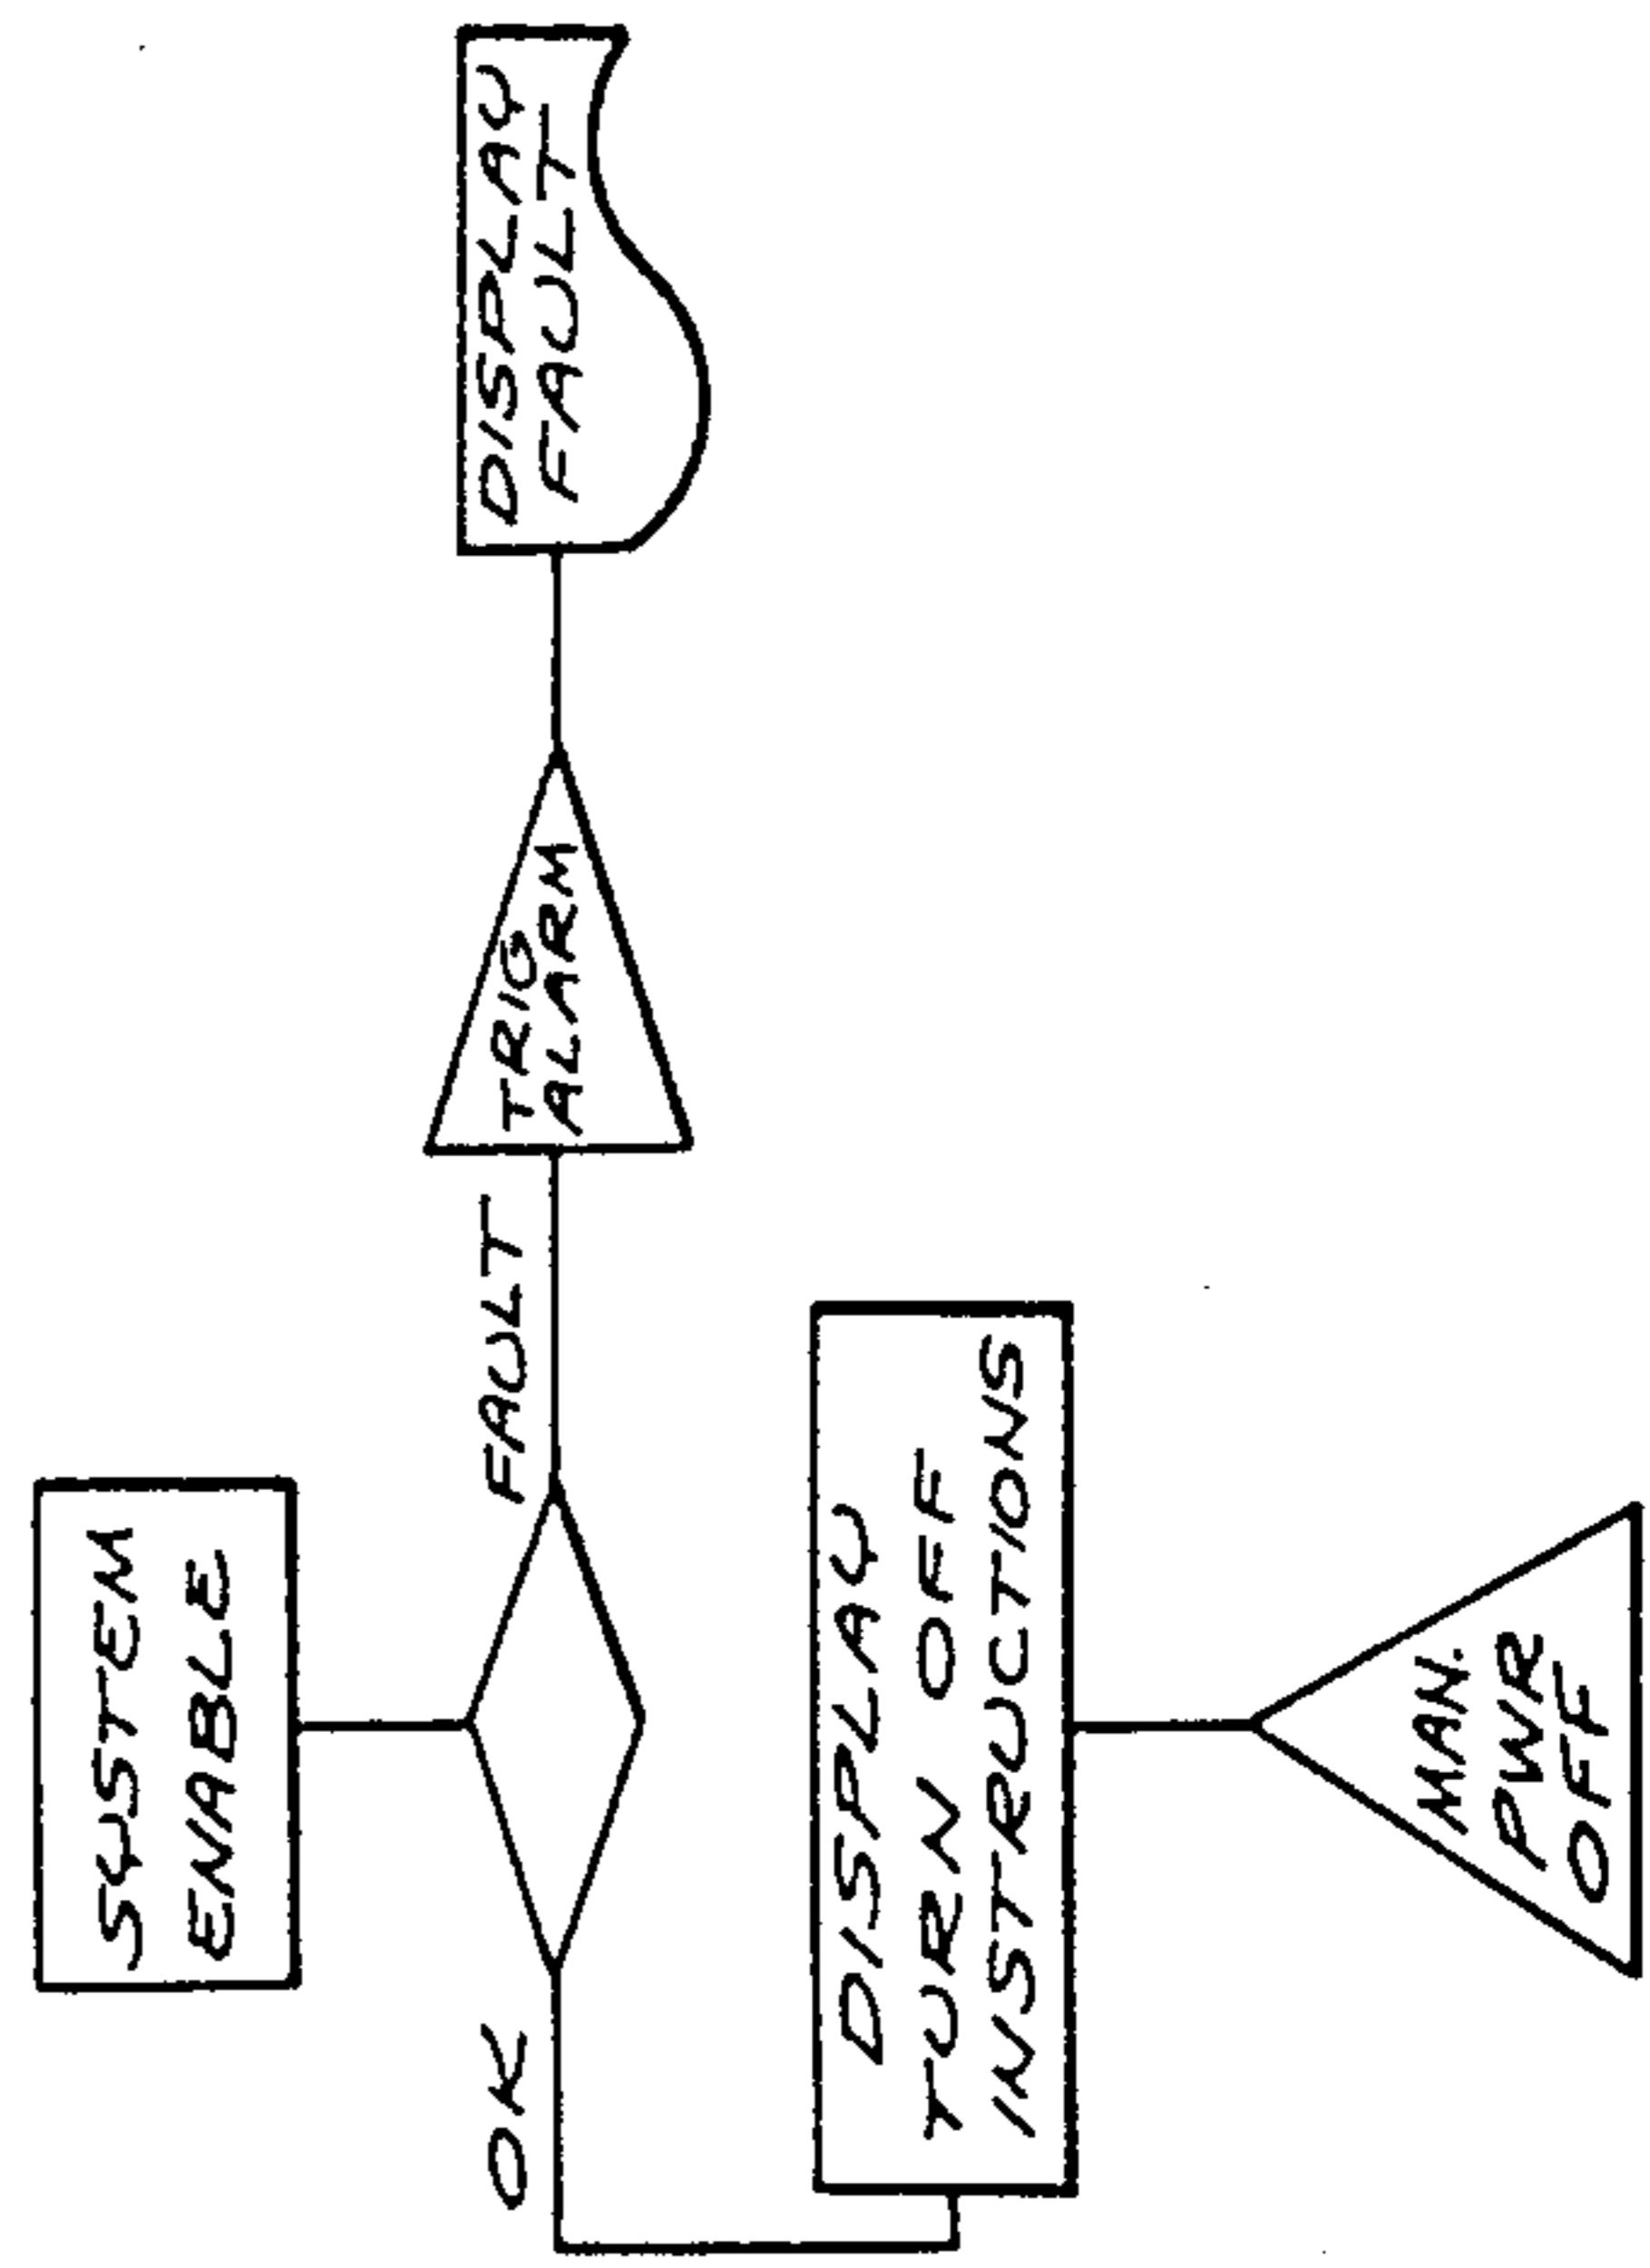 SYSTEM
ENABLE
OK
FAULT
TRIG
ALARM
DISPLAY
FAULT
DISPLAY
TURN OFF
INSTRUCTIONS
MAN.
PWR
OFF